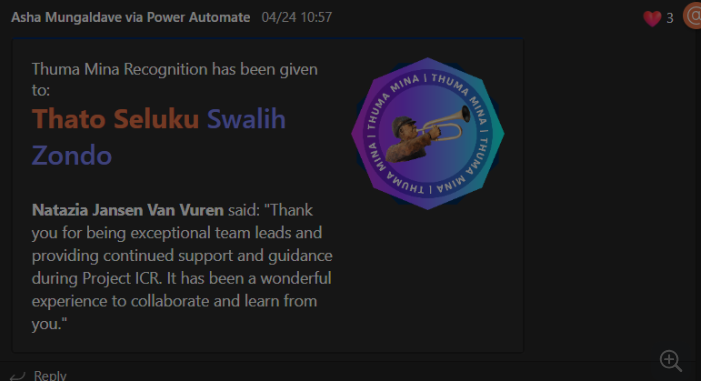 Asha Mungaldave via Power Automate 04/24 10:57
3
Thuma Mina Recognition has been given
to:
Thato Seluku Swalih
Zondo
THUMA MINA | THUMA MINA | THUMA MINA | THUMA MINA | THUMA MINA |
Natazia Jansen Van Vuren said: "Thank
you for being exceptional team leads and
providing continued support and guidance
during Project ICR. It has been a wonderful
experience to collaborate and learn from
you."
Reply